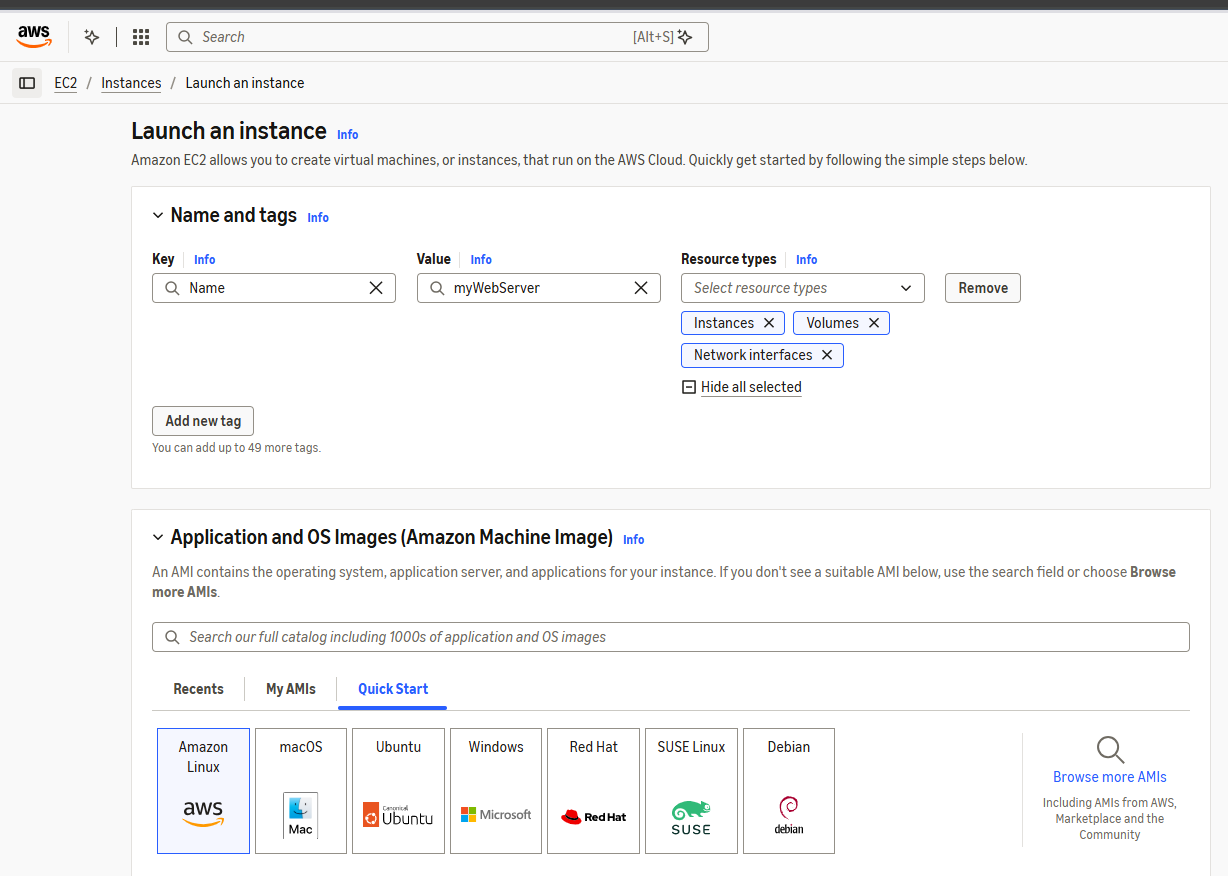 aws
Search [Alt+S]
EC2 / Instances / Launch an instance
Launch an instance Info
Amazon EC2 allows you to create virtual machines, or instances, that run on the AWS Cloud. Quickly get started by following the simple steps below.
Name and tags Info
Key Info Value Info Resource types Info
Name myWebServer Select resource types Remove
Instances Volumes
Network interfaces
Hide all selected
Add new tag
You can add up to 49 more tags.
Application and OS Images (Amazon Machine Image) Info
An AMI contains the operating system, application server, and applications for your instance. If you don't see a suitable AMI below, use the search field or choose Browse
more AMIs.
Search our full catalog including 1000s of application and OS images
Recents My AMIs Quick Start
Amazon
Linux
aws
macOS
Mac
Ubuntu
Canonical
Ubuntu
Windows
Microsoft
Red Hat
Red Hat
SUSE Linux
SUSE
Debian
debian
Browse more AMIs
Including AMIs from AWS,
Marketplace and the
Community